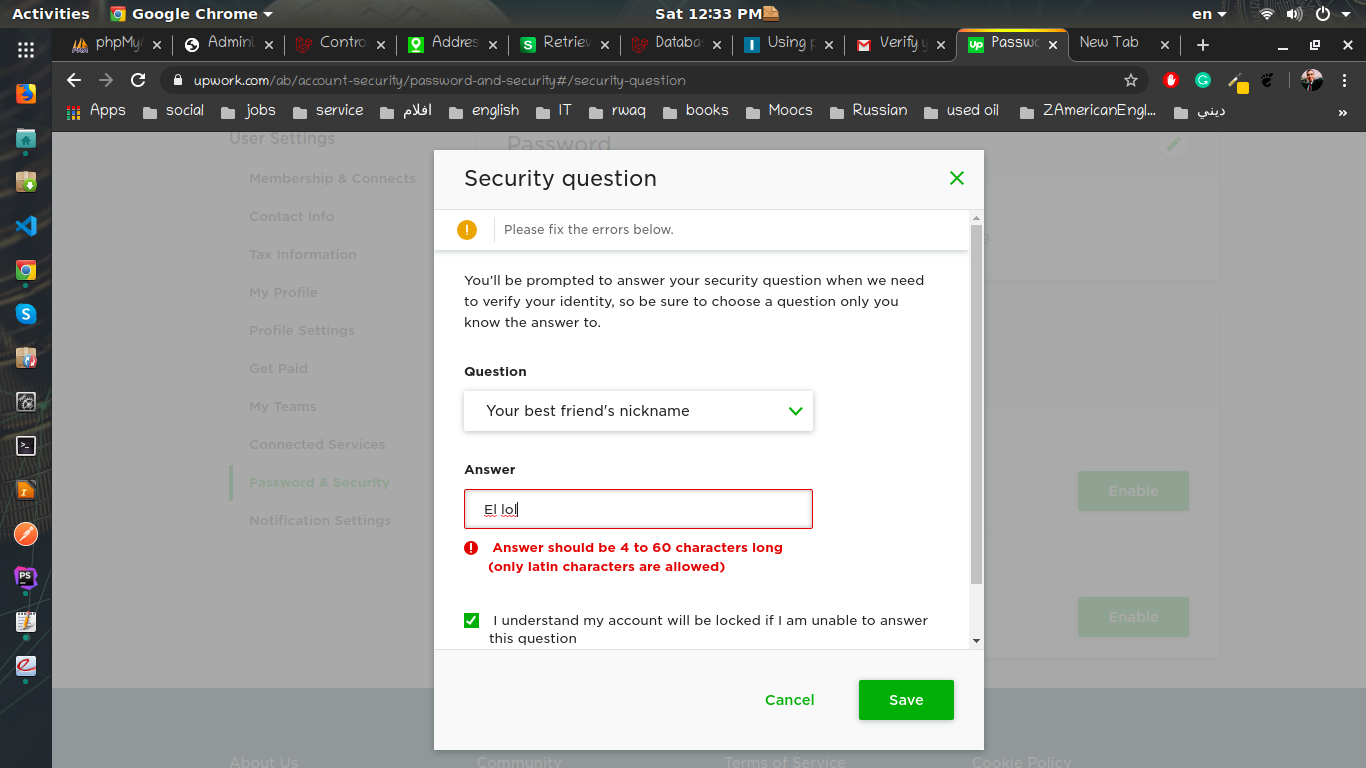 Activities
Google Chrome
Sat 12:33 PM
en
phpMyA
Admin
Contro
Addres
Retriev
Databa
Using p
Verify y
Passwo
New Tab
upwork.com/ab/account-security/password-and-security#/security-question
Apps
social
jobs
service
افلام
english
IT
rwaq
books
Moocs
Russian
used oil
ZAmericanEngl...
ديني
»
User Settings
Membership & Connects
Contact Info
Tax Information
My Profile
Profile Settings
Get Paid
My Teams
Connected Services
Password & Security
Notification Settings
Password
Security question
Please fix the errors below.
You'll be prompted to answer your security question when we need
to verify your identity, so be sure to choose a question only you
know the answer to.
Question
Your best friend's nickname
Answer
El lol
Answer should be 4 to 60 characters long
(only latin characters are allowed)
I understand my account will be locked if I am unable to answer
this question
Cancel
Save
Enable
Enable
About Us
Community
Terms of Service
Cookie Policy